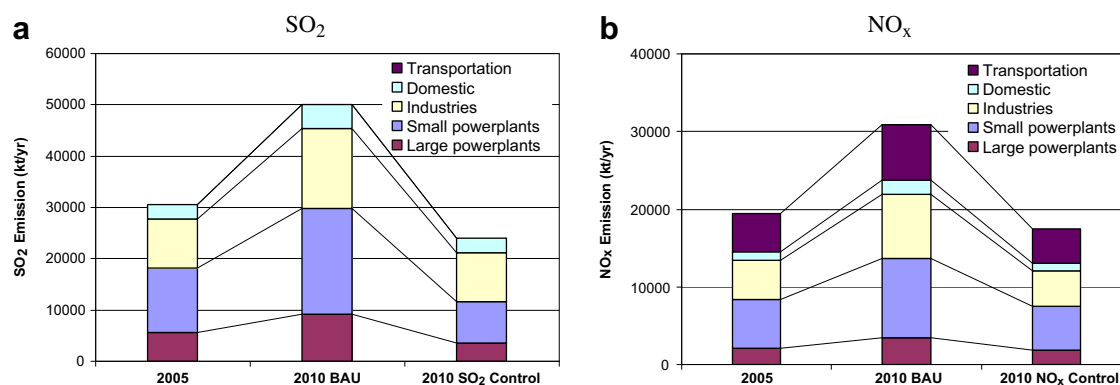 a
SO2
60000
50000
40000
30000
20000
10000
0
SO2 Emission (kt/yr)
Transportation
Domestic
Industries
Small powerplants
Large powerplants
2005
2010 BAU
2010 SO2 Control
b
NOx
40000
30000
20000
10000
0
NOx Emission (kt/yr)
Transportation
Domestic
Industries
Small powerplants
Large powerplants
2005
2010 BAU
2010 NOx Control